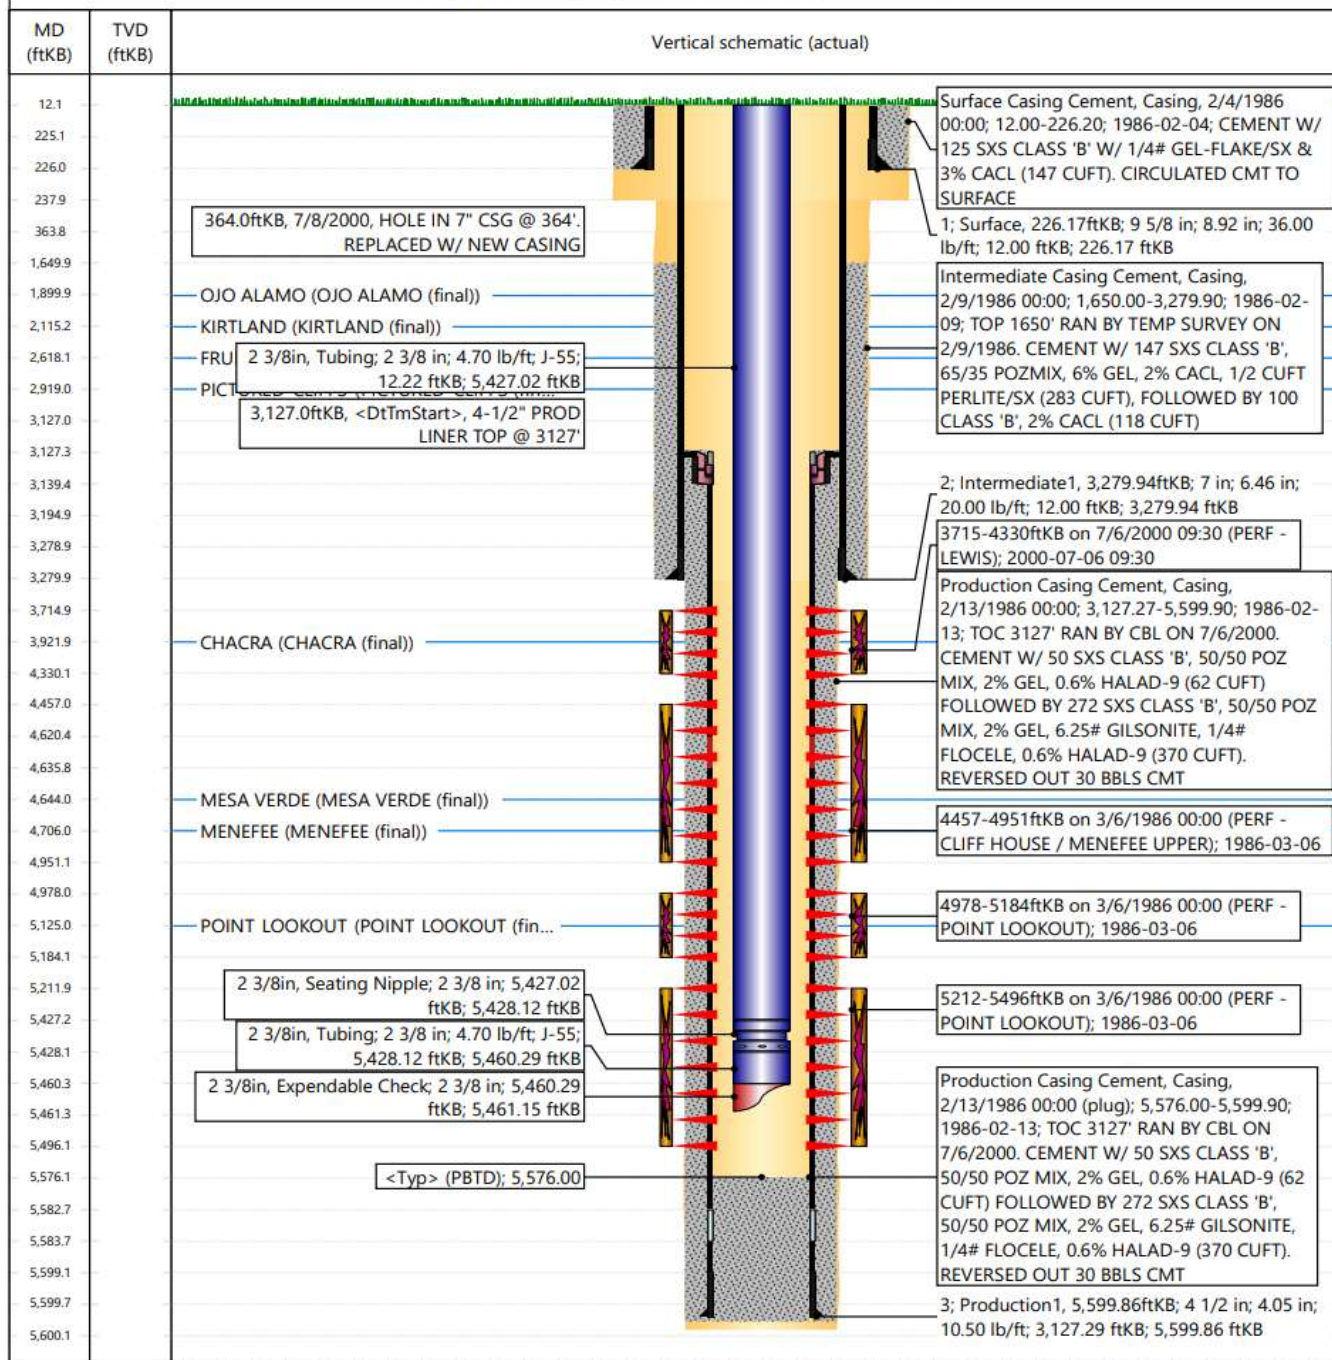 MD
(ftKB)
TVD
(ftKB)
Vertical schematic (actual)
12.1
225.1
226.0
237.9
363.8
1,649.9
1,899.9
2,115.2
2,618.1
2,919.0
3,127.0
3,127.3
3,139.4
3,194.9
3,278.9
3,279.9
3,714.9
3,921.9
4,330.1
4,457.0
4,620.4
4,635.8
4,644.0
4,706.0
4,951.1
4,978.0
5,125.0
5,184.1
5,211.9
5,427.2
5,428.1
5,460.3
5,461.3
5,496.1
5,576.1
5,582.7
5,583.7
5,599.1
5,599.7
5,600.1
364.0ftKB, 7/8/2000, HOLE IN 7" CSG @ 364'.
REPLACED W/ NEW CASING
OJO ALAMO (OJO ALAMO (final))
KIRTLAND (KIRTLAND (final))
FRU
2 3/8in, Tubing; 2 3/8 in; 4.70 lb/ft; J-55;
12.22 ftKB; 5,427.02 ftKB
3,127.0ftKB, <DtTmStart>, 4-1/2" PROD
LINER TOP @ 3127'
CHACRA (CHACRA (final))
MESA VERDE (MESA VERDE (final))
MENEFEE (MENEFEE (final))
POINT LOOKOUT (POINT LOOKOUT (fin...
2 3/8in, Seating Nipple; 2 3/8 in; 5,427.02
ftKB; 5,428.12 ftKB
2 3/8in, Tubing; 2 3/8 in; 4.70 lb/ft; J-55;
5,428.12 ftKB; 5,460.29 ftKB
2 3/8in, Expendable Check; 2 3/8 in; 5,460.29
ftKB; 5,461.15 ftKB
<Typ> (PBTD); 5,576.00
Surface Casing Cement, Casing, 2/4/1986
00:00; 12.00-226.20; 1986-02-04; CEMENT W/
125 SXS CLASS 'B' W/ 1/4# GEL-FLAKE/SX &
3% CACL (147 CUFT). CIRCULATED CMT TO
SURFACE
1; Surface, 226.17ftKB; 9 5/8 in; 8.92 in; 36.00
lb/ft; 12.00 ftKB; 226.17 ftKB
Intermediate Casing Cement, Casing,
2/9/1986 00:00; 1,650.00-3,279.90; 1986-02-
09; TOP 1650' RAN BY TEMP SURVEY ON
2/9/1986. CEMENT W/ 147 SXS CLASS 'B',
65/35 POZMIX, 6% GEL, 2% CACL, 1/2 CUFT
PERLITE/SX (283 CUFT), FOLLOWED BY 100
CLASS 'B', 2% CACL (118 CUFT)
2; Intermediate1, 3,279.94ftKB; 7 in; 6.46 in;
20.00 lb/ft; 12.00 ftKB; 3,279.94 ftKB
3715-4330ftKB on 7/6/2000 09:30 (PERF -
LEWIS); 2000-07-06 09:30
Production Casing Cement, Casing,
2/13/1986 00:00; 3,127.27-5,599.90; 1986-02-
13; TOC 3127' RAN BY CBL ON 7/6/2000.
CEMENT W/ 50 SXS CLASS 'B', 50/50 POZ
MIX, 2% GEL, 0.6% HALAD-9 (62 CUFT)
FOLLOWED BY 272 SXS CLASS 'B', 50/50 POZ
MIX, 2% GEL, 6.25# GILSONITE, 1/4#
FLOCELE, 0.6% HALAD-9 (370 CUFT).
REVERSED OUT 30 BBLS CMT
4457-4951ftKB on 3/6/1986 00:00 (PERF -
CLIFF HOUSE / MENEFEE UPPER); 1986-03-06
4978-5184ftKB on 3/6/1986 00:00 (PERF -
POINT LOOKOUT); 1986-03-06
5212-5496ftKB on 3/6/1986 00:00 (PERF -
POINT LOOKOUT); 1986-03-06
Production Casing Cement, Casing,
2/13/1986 00:00 (plug); 5,576.00-5,599.90;
1986-02-13; TOC 3127' RAN BY CBL ON
7/6/2000. CEMENT W/ 50 SXS CLASS 'B',
50/50 POZ MIX, 2% GEL, 0.6% HALAD-9 (62
CUFT) FOLLOWED BY 272 SXS CLASS 'B',
50/50 POZ MIX, 2% GEL, 6.25# GILSONITE,
1/4# FLOCELE, 0.6% HALAD-9 (370 CUFT).
REVERSED OUT 30 BBLS CMT
3; Production1, 5,599.86ftKB; 4 1/2 in; 4.05 in;
10.50 lb/ft; 3,127.29 ftKB; 5,599.86 ftKB